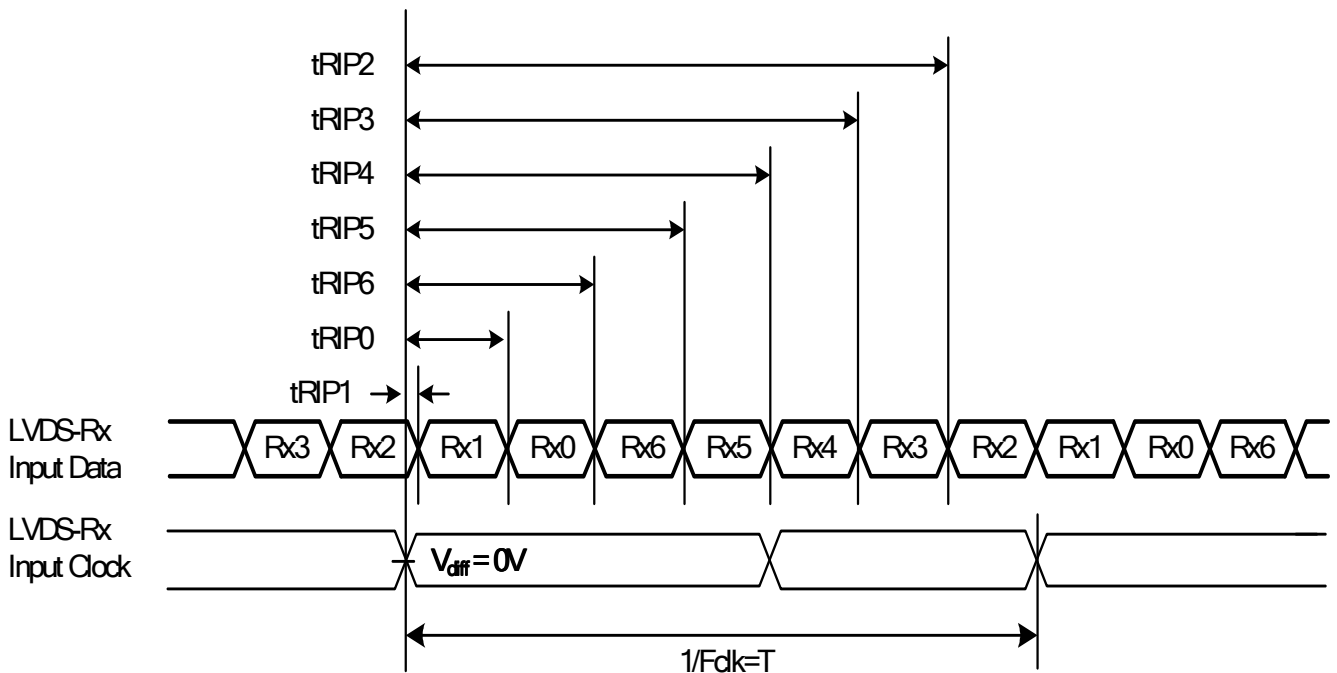 tRIP2
tRIP3
tRIP4
tRIP5
tRIP6
tRIP0
tRIP1
LVDS-Rx
Input Data
Rx3 Rx2 Rx1 Rx0 Rx6 Rx5 Rx4 Rx3 Rx2 Rx1 Rx0 Rx6
LVDS-Rx
Input Clock
Vdiff = 0V
1/Fclk=T